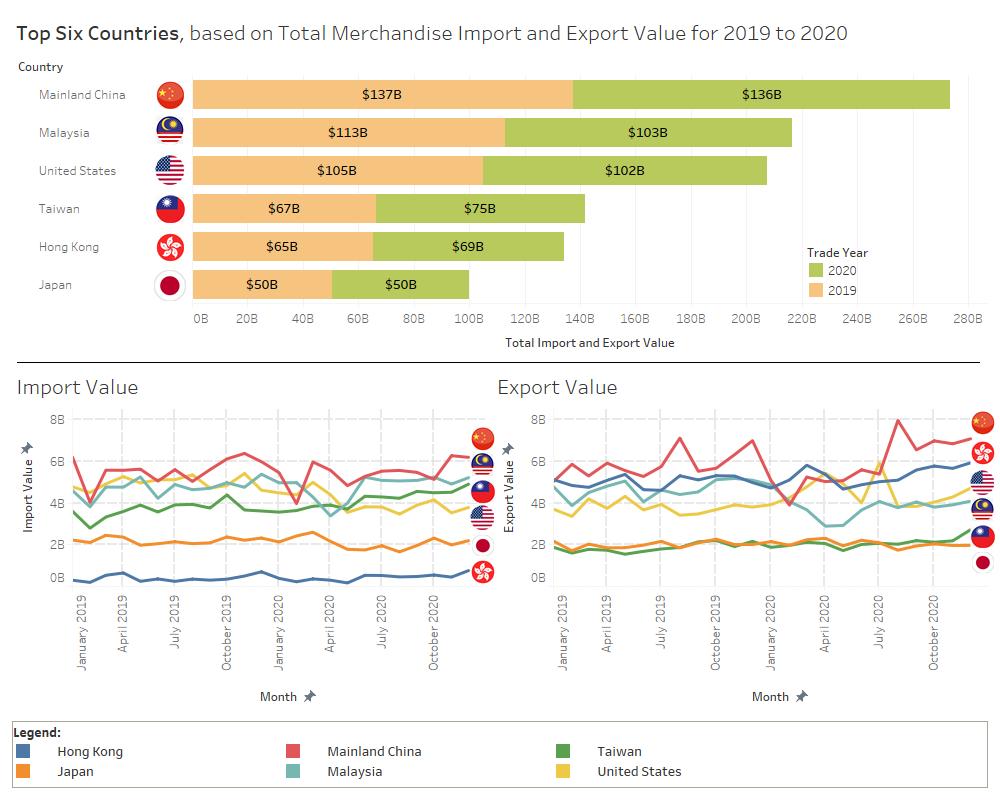 Top Six Countries, based on Total Merchandise Import and Export Value for 2019 to 2020
Country
Mainland China $137B $136B
Malaysia $113B $103B
United States $105B $102B
Taiwan $67B $75B
Hong Kong $65B $69B
Japan $50B $50B
Trade Year
2020
2019
0B 20B 40B 60B 80B 100B 120B 140B 160B 180B 200B 220B 240B 260B 280B
Total Import and Export Value
Import Value
8B
6B
4B
2B
0B
Import Value
January 2019
April 2019
July 2019
October 2019
January 2020
April 2020
July 2020
October 2020
Month
Export Value
8B
6B
4B
2B
0B
Export Value
January 2019
April 2019
July 2019
October 2019
January 2020
April 2020
July 2020
October 2020
Month
Legend:
Hong Kong Mainland China Taiwan
Japan Malaysia United States